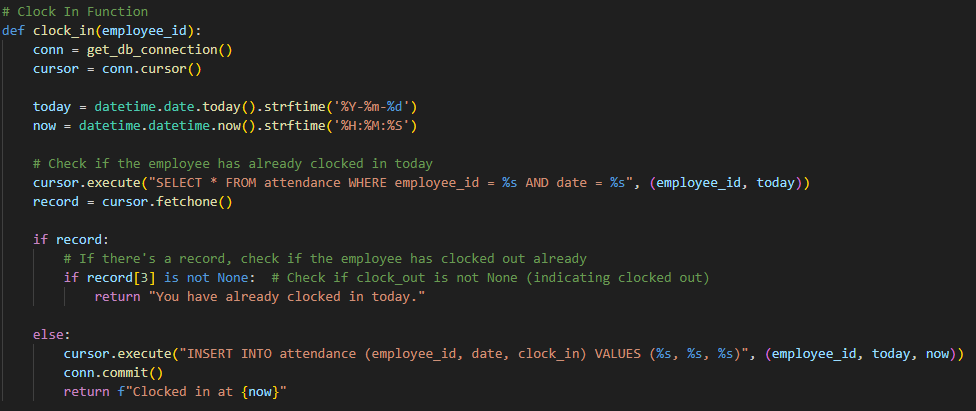 # Clock In Function
def clock_in(employee_id):
    conn = get_db_connection()
    cursor = conn.cursor()

    today = datetime.date.today().strftime('%Y-%m-%d')
    now = datetime.datetime.now().strftime('%H:%M:%S')

    # Check if the employee has already clocked in today
    cursor.execute("SELECT * FROM attendance WHERE employee_id = %s AND date = %s", (employee_id, today))
    record = cursor.fetchone()

    if record:
        # If there's a record, check if the employee has clocked out already
        if record[3] is not None:  # Check if clock_out is not None (indicating clocked out)
            return "You have already clocked in today."

    else:
        cursor.execute("INSERT INTO attendance (employee_id, date, clock_in) VALUES (%s, %s, %s)", (employee_id, today, now))
        conn.commit()
        return f"Clocked in at {now}"